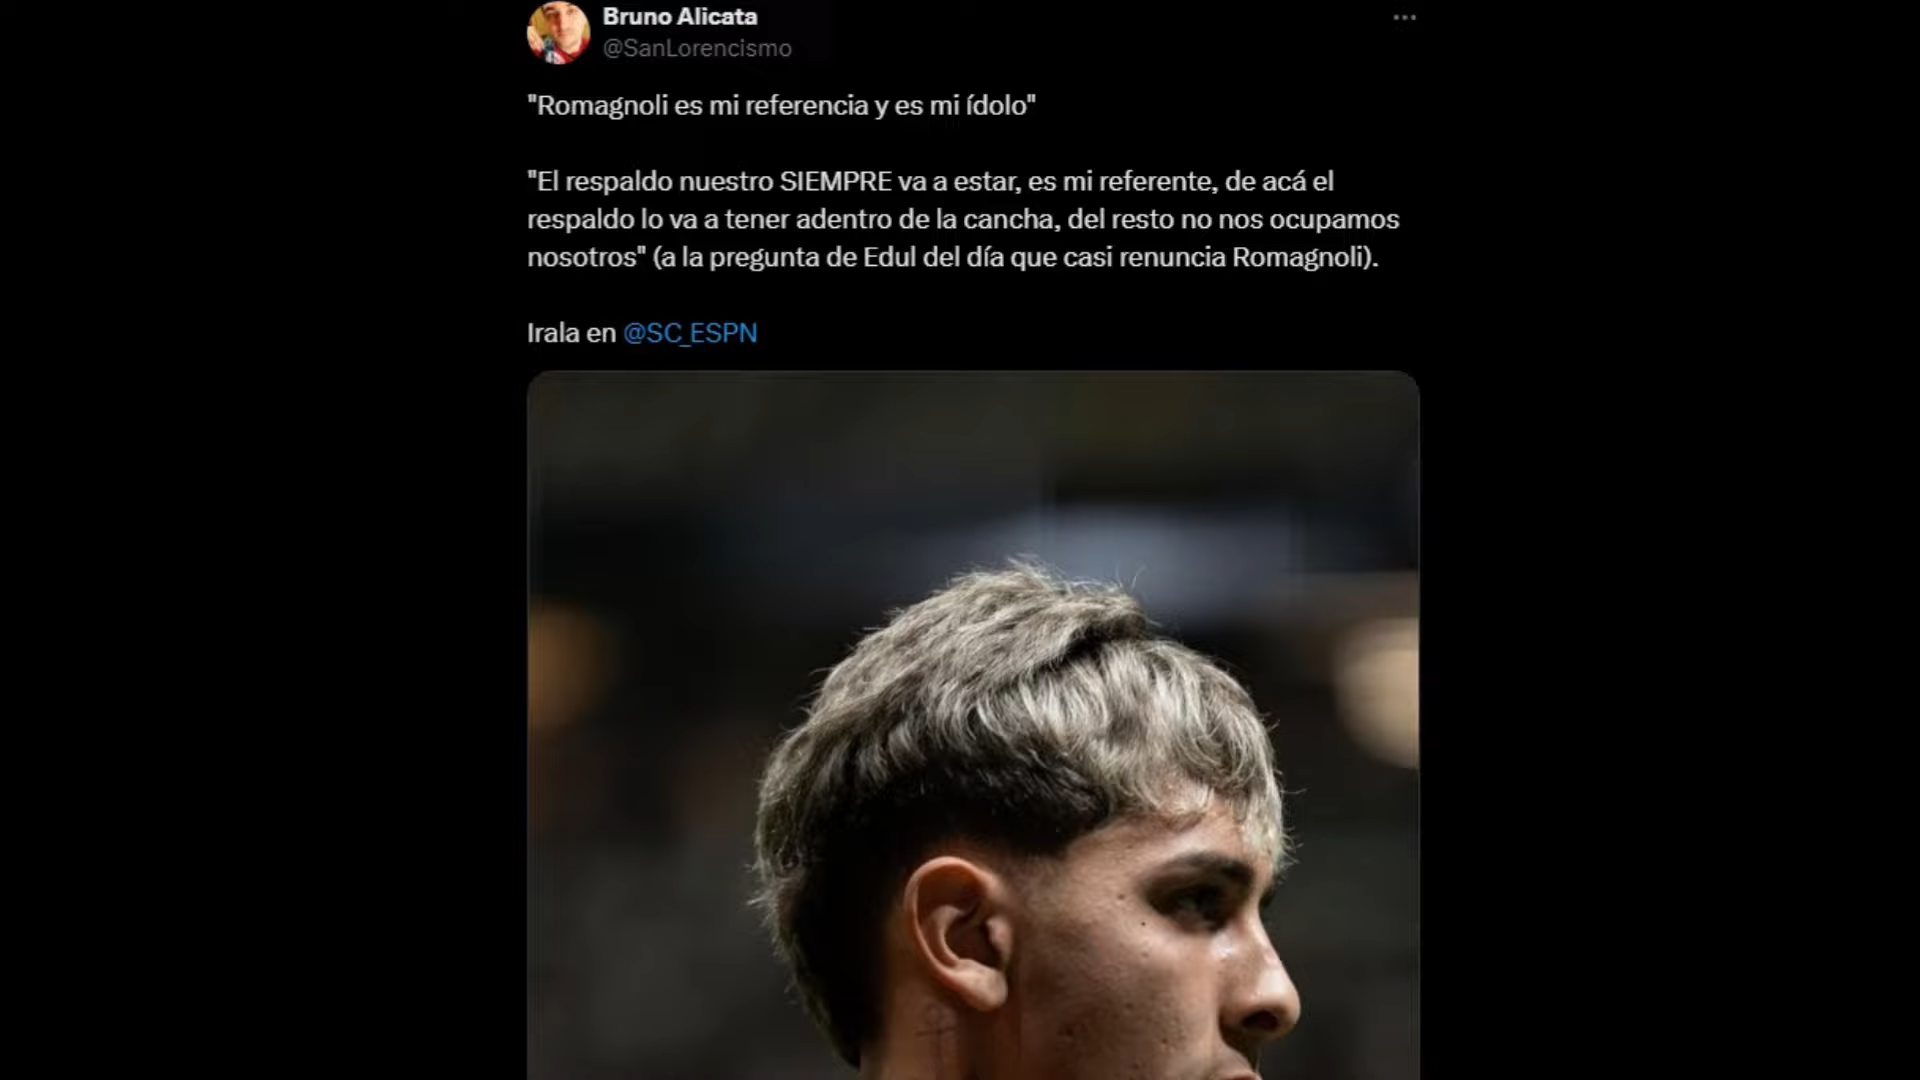 Bruno Alicata
@SanLorencismo
"Romagnoli es mi referencia y es mi ídolo"
"El respaldo nuestro SIEMPRE va a estar, es mi referente, de acá el
respaldo lo va a tener adentro de la cancha, del resto no nos ocupamos
nosotros" (a la pregunta de Edul del día que casi renuncia Romagnoli).
Irala en @SC_ESPN